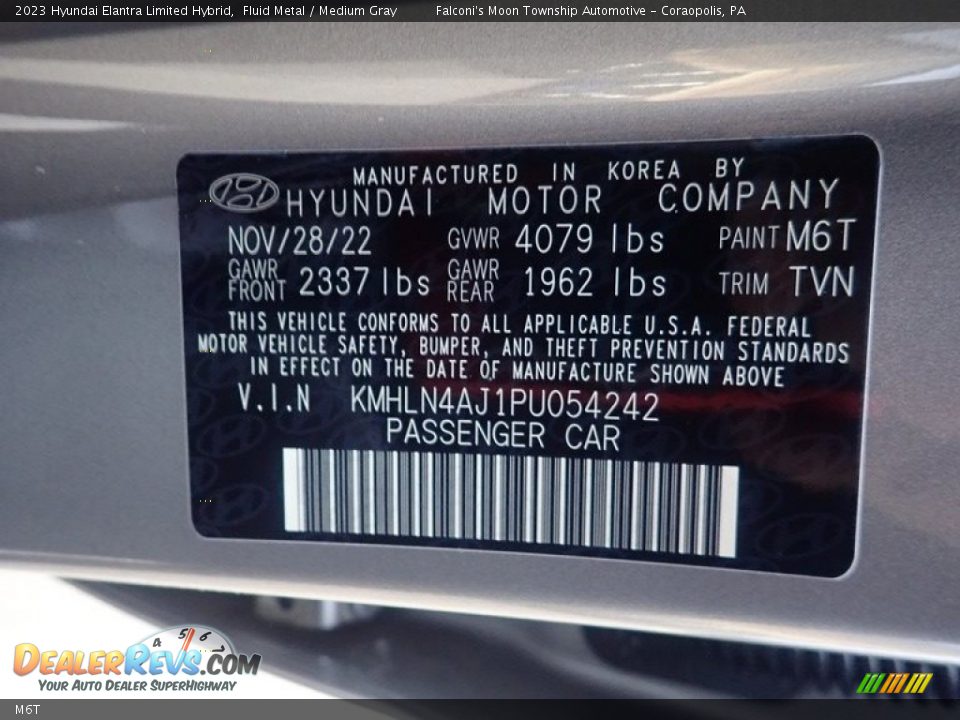 2023 Hyundai Elantra Limited Hybrid, Fluid Metal / Medium Gray Falconi's Moon Township Automotive - Coraopolis, PA
MANUFACTURED IN KOREA BY
HYUNDAI MOTOR COMPANY
NOV/28/22 GVWR 4079 lbs PAINT M6T
GAWR FRONT 2337 lbs GAWR REAR 1962 lbs TRIM TVN
THIS VEHICLE CONFORMS TO ALL APPLICABLE U.S.A. FEDERAL
MOTOR VEHICLE SAFETY, BUMPER, AND THEFT PREVENTION STANDARDS
IN EFFECT ON THE DATE OF MANUFACTURE SHOWN ABOVE
V.I.N KMHLN4AJ1PU054242
PASSENGER CAR
4 5 6
DealerRevs.com
Your Auto Dealer SuperHighway
M6T